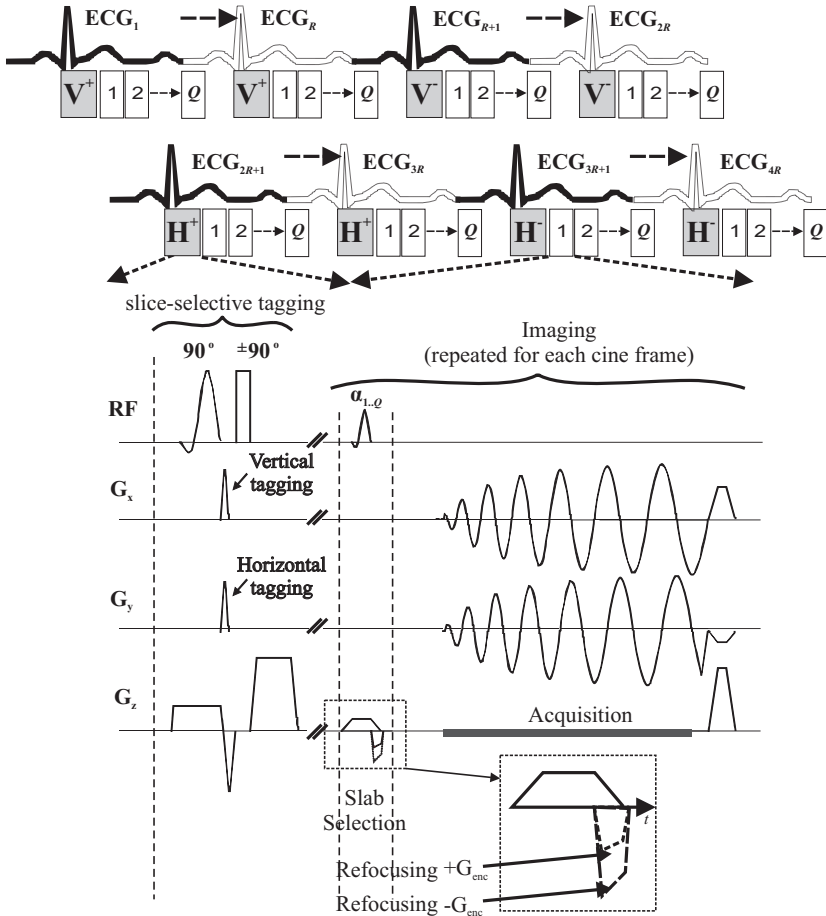 ECG1 ECGR ECGR+1 ECG2R
V+ 1 2 Q V+ 1 2 Q V- 1 2 Q V- 1 2 Q
ECG2R+1 ECG3R ECG3R+1 ECG4R
H+ 1 2 Q H+ 1 2 Q H- 1 2 Q H- 1 2 Q
slice-selective tagging
Imaging
(repeated for each cine frame)
90° ±90°
α1..Q
RF
Vertical
tagging
Gx
Horizontal
tagging
Gy
Gz
Acquisition
Slab
Selection
t
Refocusing +Genc
Refocusing -Genc